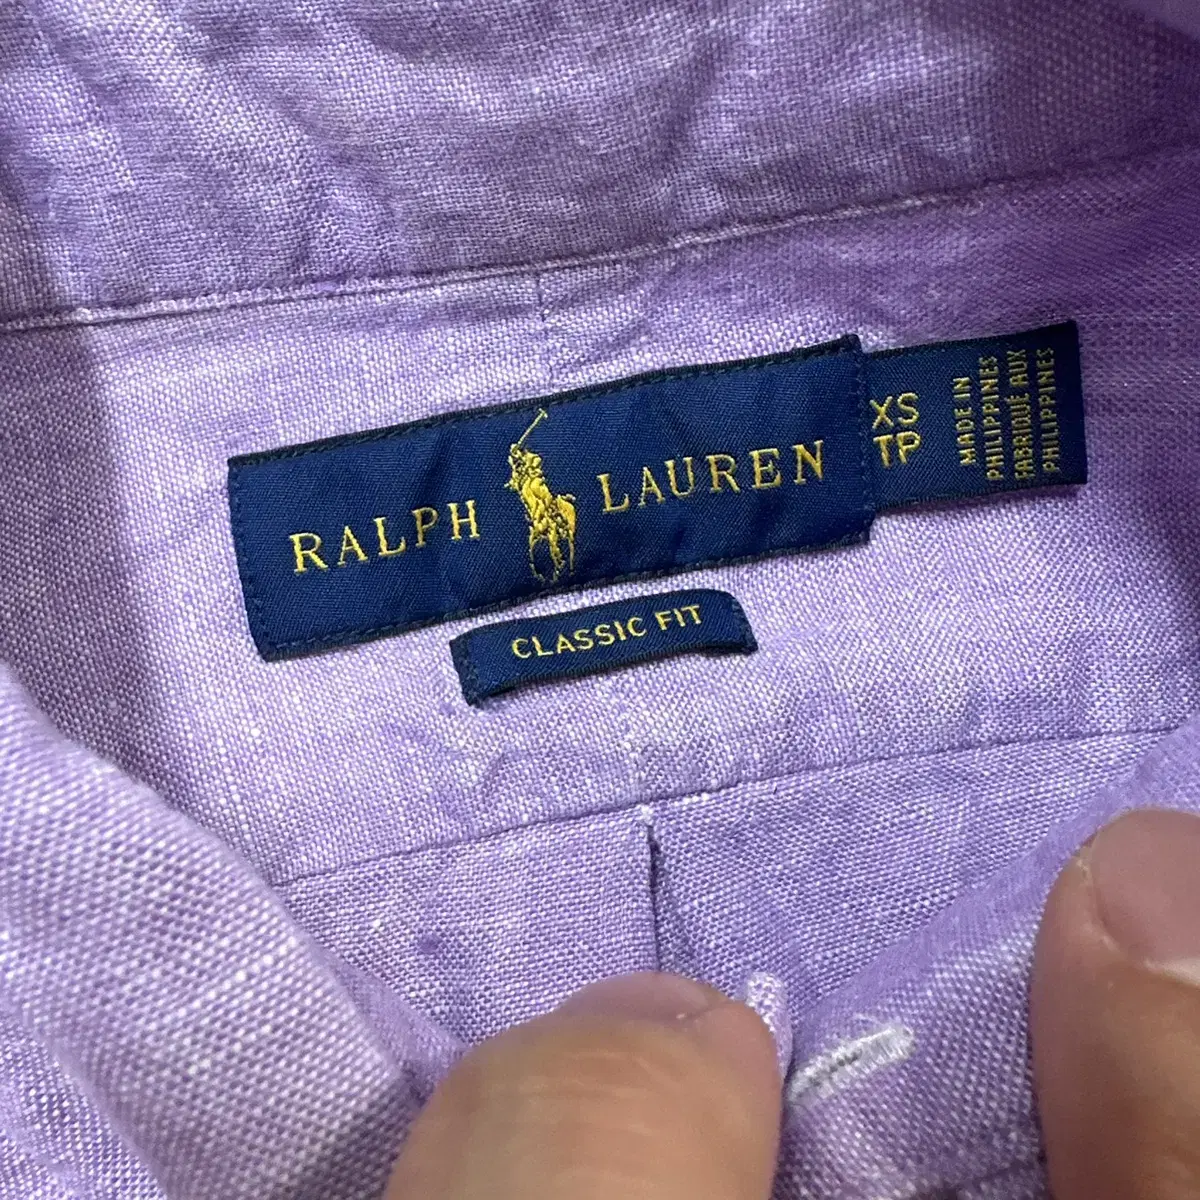 RALPH LAUREN
XS
TP
MADE IN
PHILIPPINES
FABRIQUÉ AUX
PHILIPPINES
CLASSIC FIT